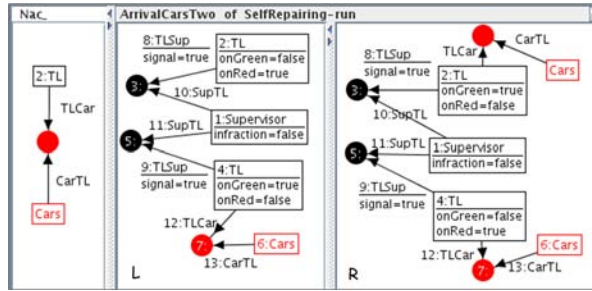 Nac_
ArrivalCarsTwo of SelfRepairing-run
2:TL
TLCar
CarTL
Cars
8:TLSup
signal=true
2:TL
onGreen=false
onRed=true
3:
10:SupTL
11:SupTL
1:Supervisor
infraction=false
5:
9:TLSup
signal=true
4:TL
onGreen=true
onRed=false
12:TLCar
7:
6:Cars
13:CarTL
L
CarTL
TLCar
Cars
8:TLSup
signal=true
2:TL
onGreen=true
onRed=false
3:
10:SupTL
11:SupTL
1:Supervisor
infraction=false
5:
9:TLSup
signal=true
4:TL
onGreen=false
onRed=true
6:Cars
12:TLCar
7:
13:CarTL
R